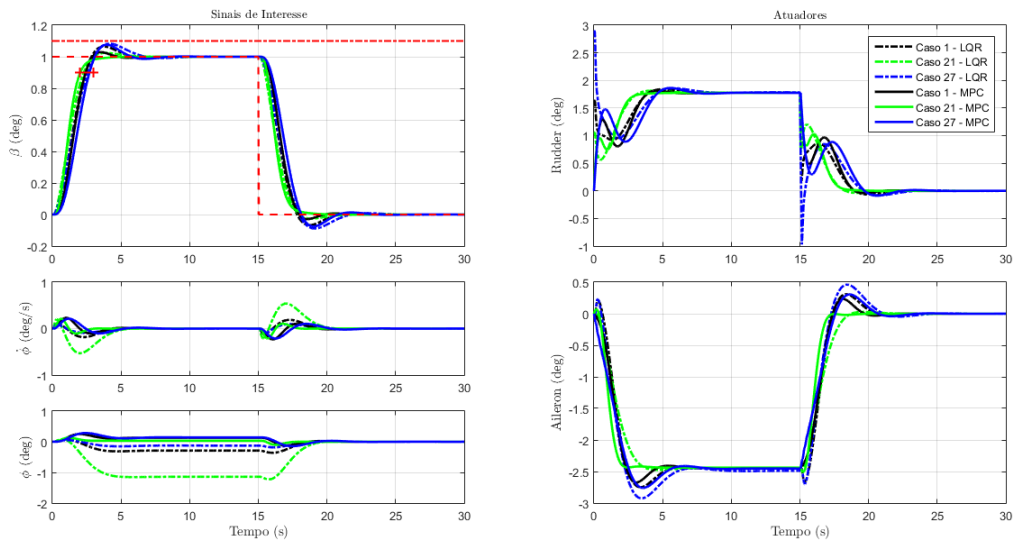 Sinais de Interesse
1.2
1
0.8
0.6
0.4
0.2
0
-0.2
β (deg)
0 5 10 15 20 25 30
1
0
-1
φ̇ (deg/s)
0 5 10 15 20 25 30
1
0
-1
-2
φ (deg)
0 5 10 15 20 25 30
Tempo (s)
Atuadores
3
2.5
2
1.5
1
0.5
0
-0.5
-1
Rudder (deg)
0 5 10 15 20 25 30
Caso 1 - LQR
Caso 21 - LQR
Caso 27 - LQR
Caso 1 - MPC
Caso 21 - MPC
Caso 27 - MPC
0.5
0
-0.5
-1
-1.5
-2
-2.5
-3
Aileron (deg)
0 5 10 15 20 25 30
Tempo (s)